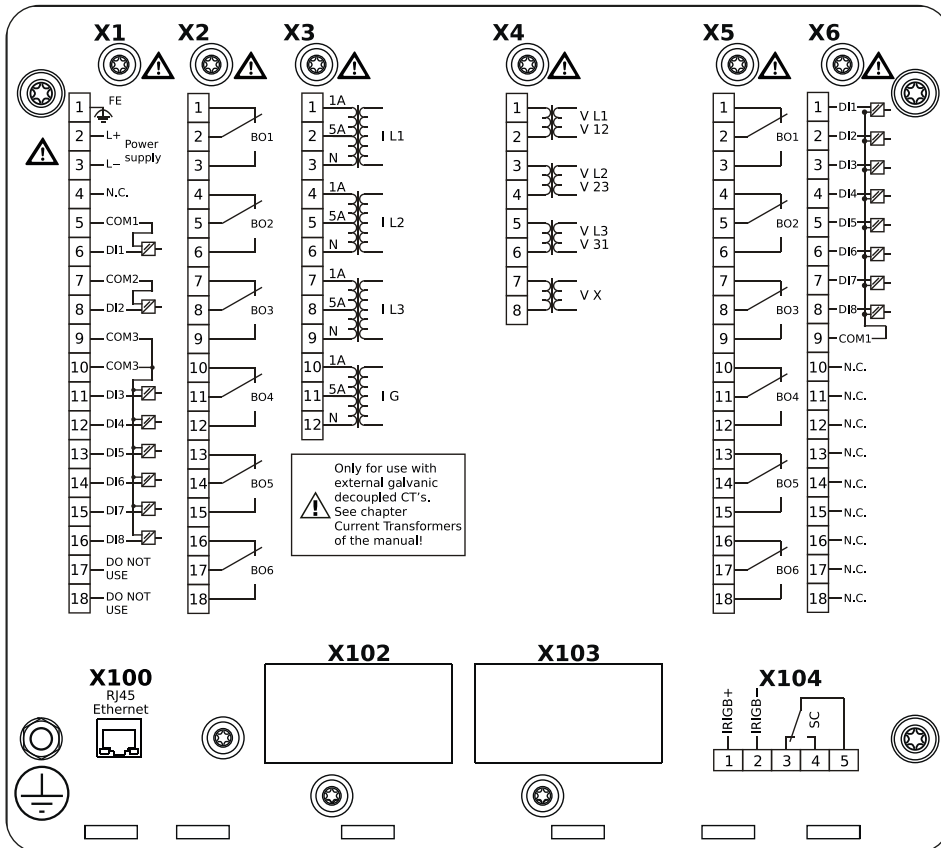 X1 X2 X3 X4 X5 X6
1 FE
2 L+
Power
supply
3 L−
4 N.C.
5 COM1
6 DI1
7 COM2
8 DI2
9 COM3
10 COM3
11 DI3
12 DI4
13 DI5
14 DI6
15 DI7
16 DI8
17 DO NOT
USE
18 DO NOT
USE
1
2 BO1
3
4
5 BO2
6
7
8 BO3
9
10
11 BO4
12
13
14 BO5
15
16
17 BO6
18
1 1A
2 5A I L1
3 N
4 1A
5 5A I L2
6 N
7 1A
8 5A I L3
9 N
10 1A
11 5A I G
12 N
Only for use with
external galvanic
decoupled CT's.
See chapter
Current Transformers
of the manual!
1 V L1
2 V 12
3 V L2
4 V 23
5 V L3
6 V 31
7 V X
8
1
2 BO1
3
4
5 BO2
6
7
8 BO3
9
10
11 BO4
12
13
14 BO5
15
16
17 BO6
18
1 DI1
2 DI2
3 DI3
4 DI4
5 DI5
6 DI6
7 DI7
8 DI8
9 COM1
10 N.C.
11 N.C.
12 N.C.
13 N.C.
14 N.C.
15 N.C.
16 N.C.
17 N.C.
18 N.C.
X100
RJ45
Ethernet
X102
X103
X104
IRIGB+
IRIGB−
SC
1 2 3 4 5